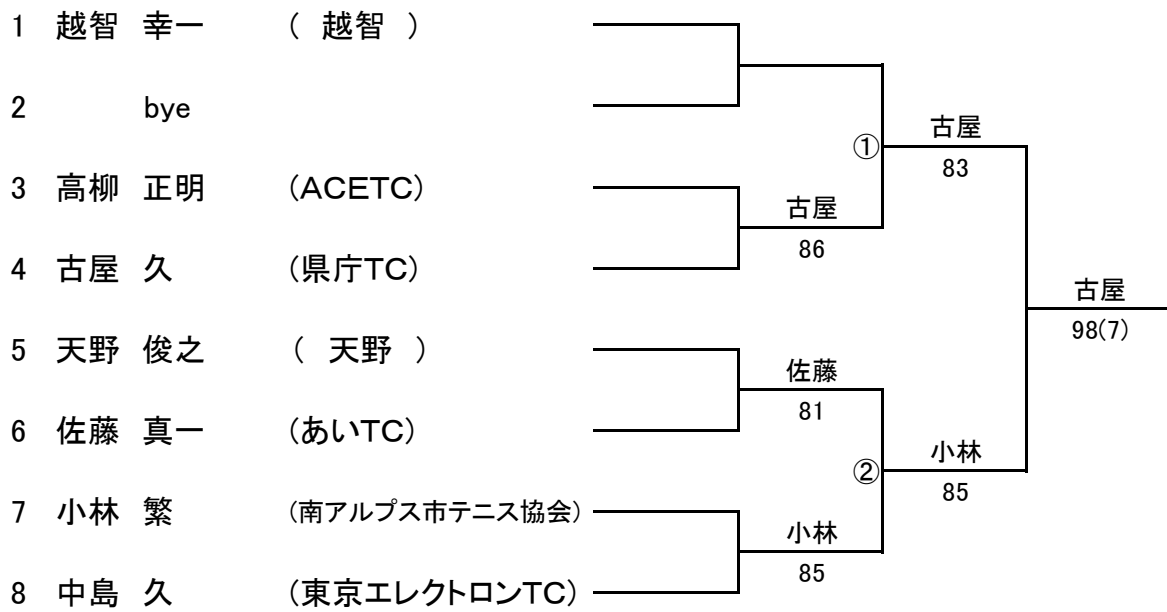 1 越智 幸一 ( 越智 )
2 bye
古屋
①
83
3 高柳 正明 (ACETC)
古屋
86
4 古屋 久 (県庁TC)
古屋
98(7)
5 天野 俊之 ( 天野 )
佐藤
81
6 佐藤 真一 (あいTC)
小林
②
85
7 小林 繁 (南アルプス市テニス協会)
小林
85
8 中島 久 (東京エレクトロンTC)